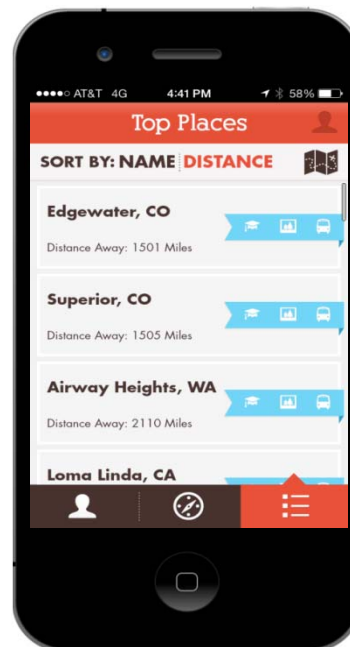 AT&T 4G 4:41 PM 58%
Top Places
SORT BY: NAME DISTANCE
Edgewater, CO
Distance Away: 1501 Miles
Superior, CO
Distance Away: 1505 Miles
Airway Heights, WA
Distance Away: 2110 Miles
Loma Linda, CA